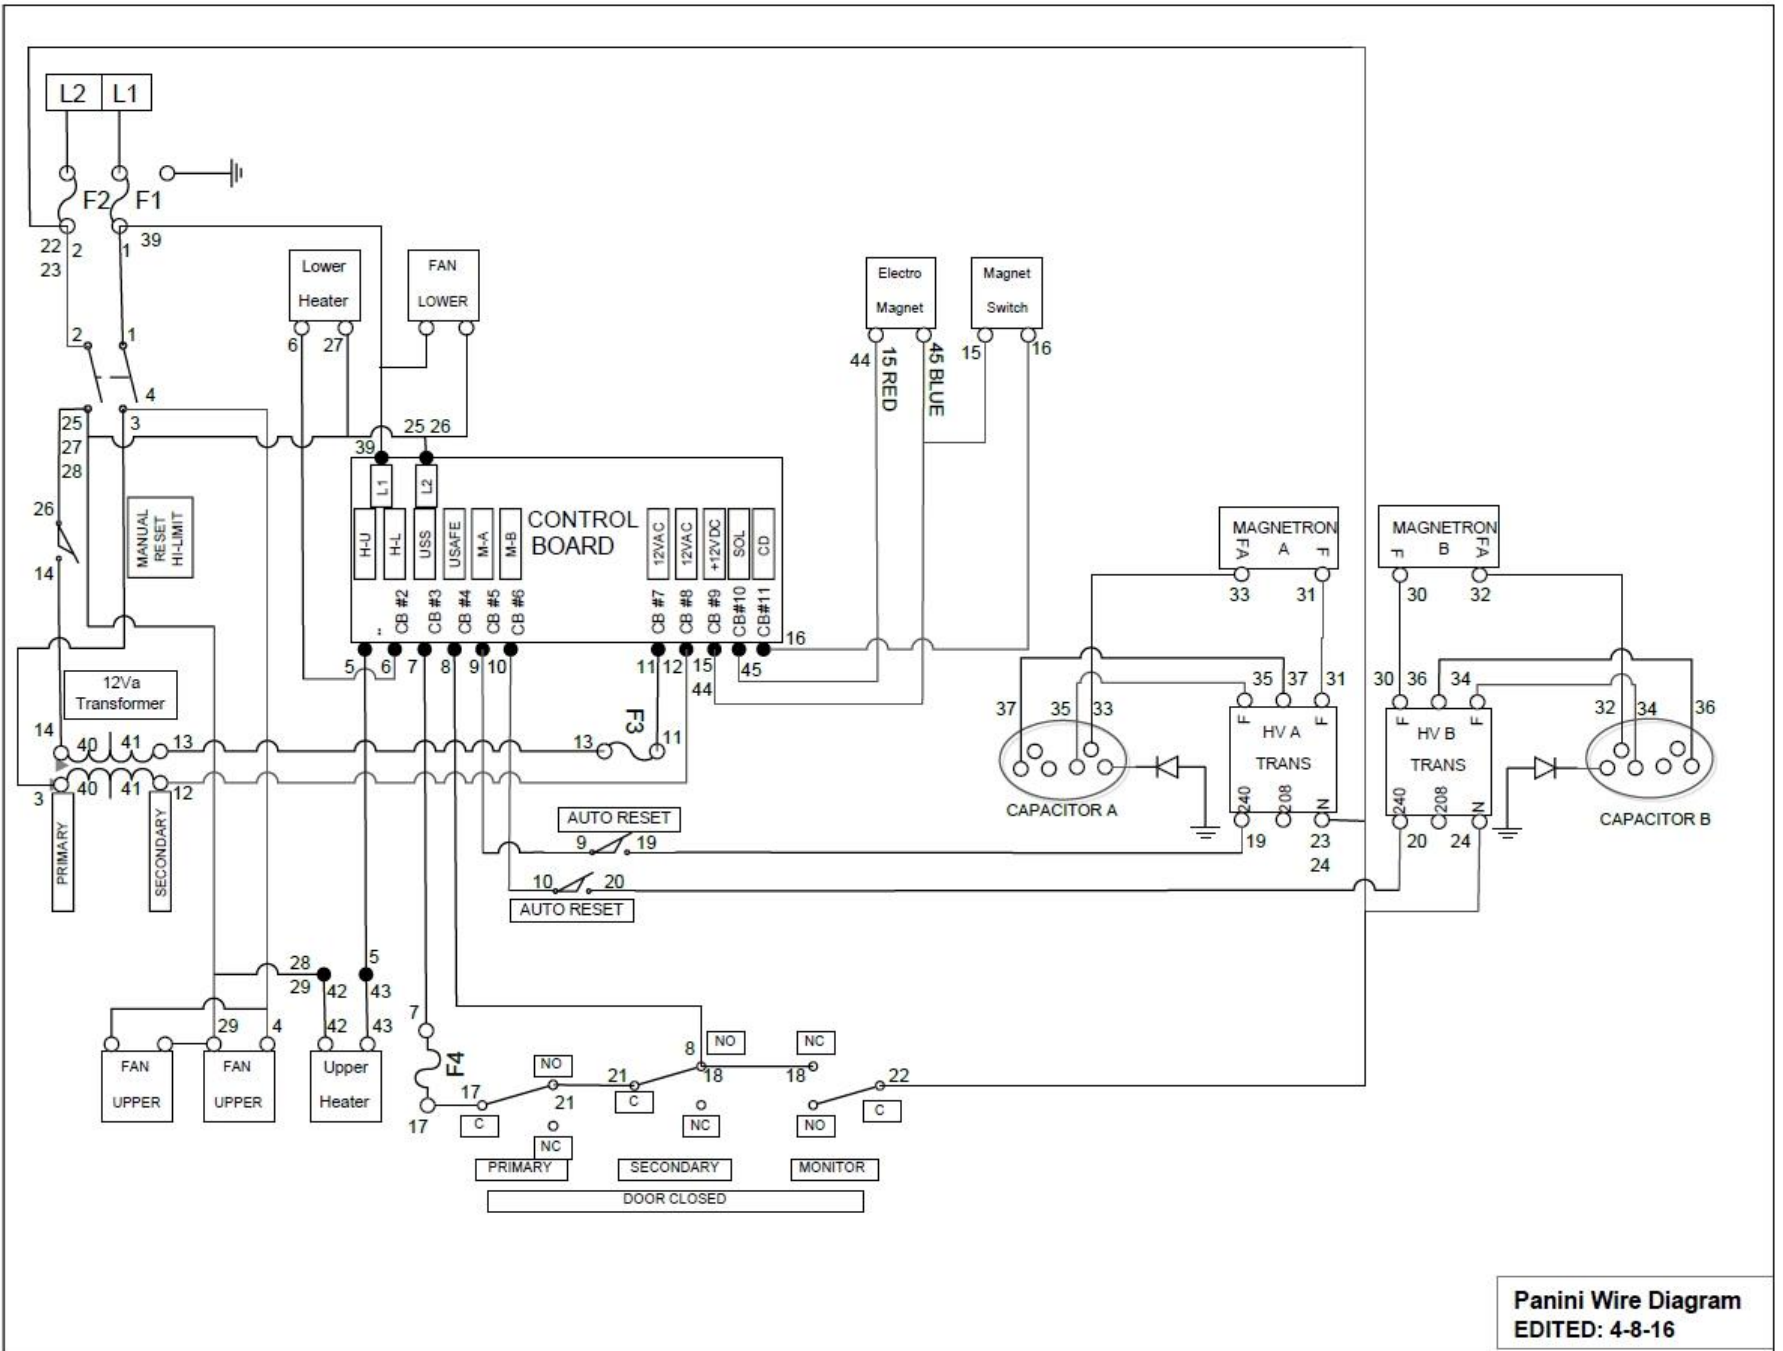 L2 L1
F2 F1
22 2 1 39
23
Lower
Heater
FAN
LOWER
Electro
Magnet
Magnet
Switch
6 27
44 15 RED 45 BLUE 15 16
2 1
4
25 3
27
28
39 25 26
26
MANUAL
RESET
HI-LIMIT
14
L1 L2
CONTROL
BOARD
H-U H-L USS USAFE M-A M-B 12VAC 12VAC +12VDC SOL CD
: CB #2 CB #3 CB #4 CB #5 CB #6 CB #7 CB #8 CB #9 CB#10 CB#11
5 6 7 8 9 10 11 12 15 45 16
44
MAGNETRON
A
FA F
33 31
MAGNETRON
B
F FA
30 32
12Va
Transformer
14 40 41 13
3 40 41 12
PRIMARY
SECONDARY
13 F3 11
37 35 33
CAPACITOR A
35 37 31
F F
HV A
TRANS
240 208 N
19 23
24
30 36 34
F F
HV B
TRANS
240 208 N
20 24
32 34 36
CAPACITOR B
AUTO RESET
9 19
10 20
AUTO RESET
28
29 42
5
43
29 4 42 43
FAN
UPPER
FAN
UPPER
Upper
Heater
7
F4
17
17
C
NO
21
NC
21
C
8
NO
18
NC
NC
18
NO
22
C
PRIMARY
SECONDARY
MONITOR
DOOR CLOSED
Panini Wire Diagram
EDITED: 4-8-16